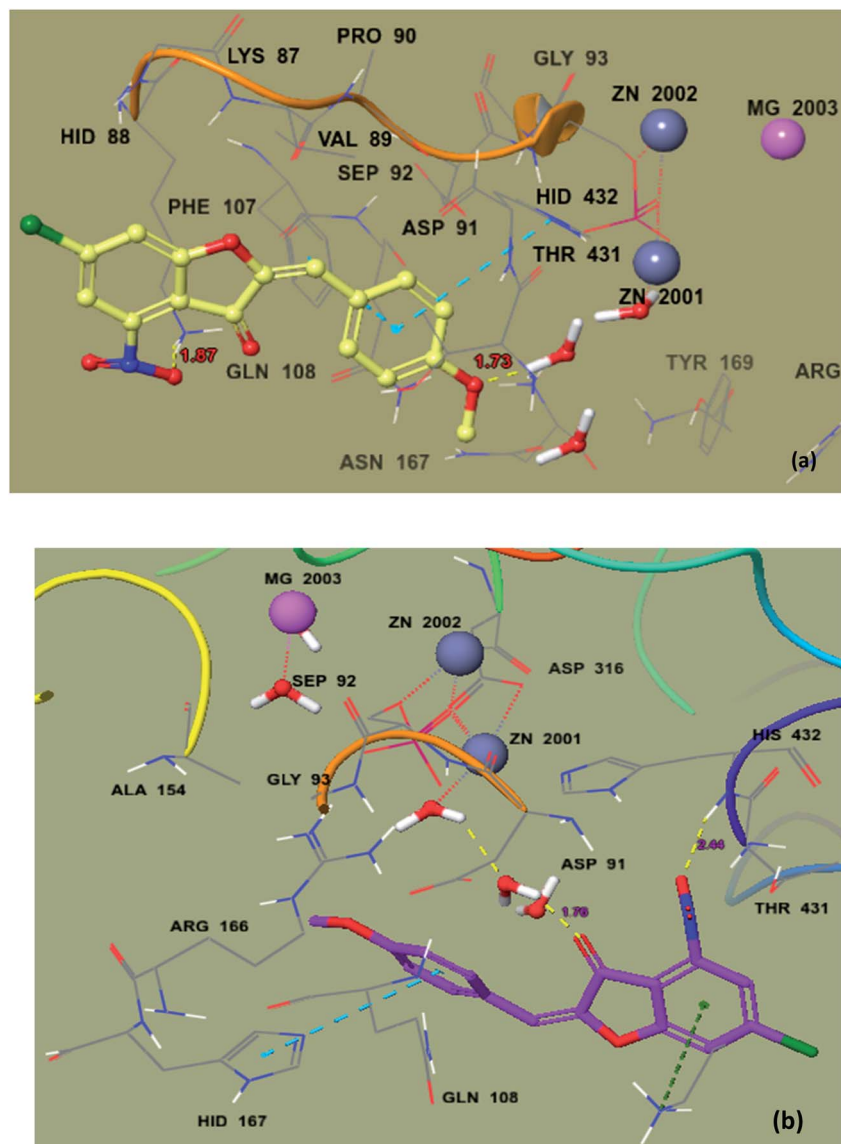 PRO 90
LYS 87
GLY 93
ZN 2002
MG 2003
HID 88
VAL 89
SEP 92
HID 432
PHE 107
ASP 91
THR 431
ZN 2001
1.87
GLN 108
1.73
TYR 169
ARG
ASN 167
(a)
MG 2003
ZN 2002
SEP 92
ASP 316
ZN 2001
HIS 432
ALA 154
GLY 93
2.44
ASP 91
THR 431
1.76
ARG 166
GLN 108
HID 167
(b)